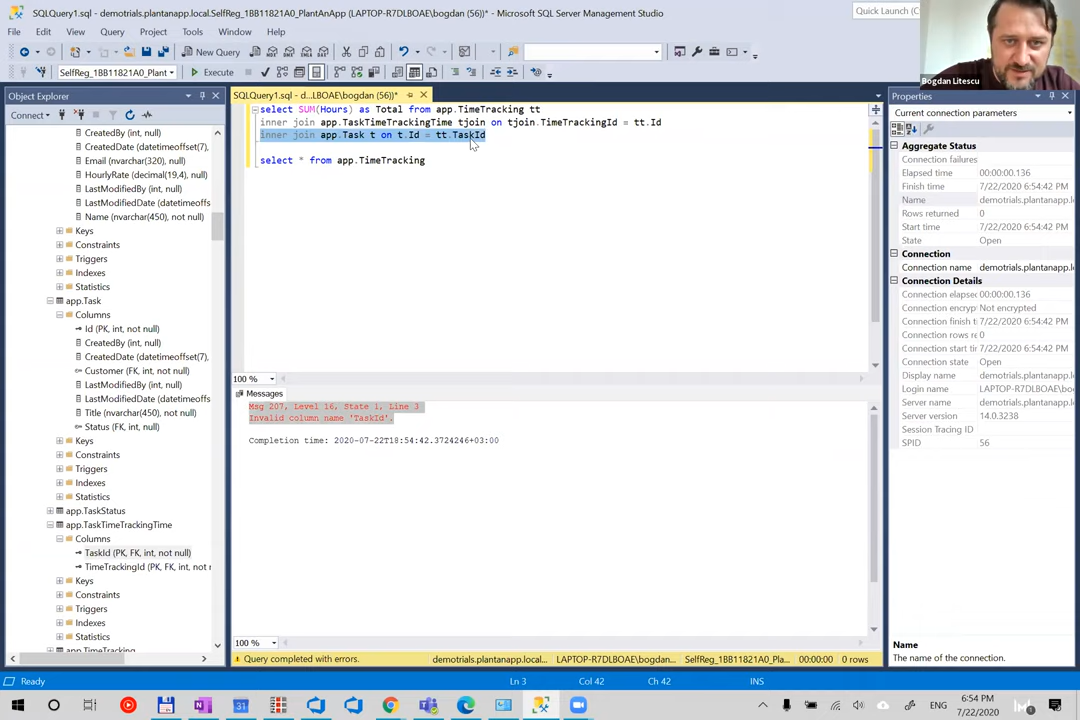 SQLQuery1.sql - demotrials.plantanapp.local.SelfReg_1BB11821A0_PlantAnApp (LAPTOP-R7DLBOAE\bogdan (56))* - Microsoft SQL Server Management Studio
Quick Launch
File Edit View Query Project Tools Window Help
New Query
SelfReg_1BB11821A0_Plant
Execute
Bogdan Litescu
Object Explorer
Connect
CreatedBy (int, null)
CreatedDate (datetimeoffset(7),
Email (nvarchar(320), null)
HourlyRate (decimal(19,4), null)
LastModifiedBy (int, null)
LastModifiedDate (datetimeofs
Name (nvarchar(450), not null)
Keys
Constraints
Triggers
Indexes
Statistics
app.Task
Columns
Id (PK, int, not null)
CreatedBy (int, null)
CreatedDate (datetimeoffset(7),
Customer (FK, int, not null)
LastModifiedBy (int, null)
LastModifiedDate (datetimeoffs
Title (nvarchar(450), not null)
Status (FK, int, null)
Keys
Constraints
Triggers
Indexes
Statistics
app.TaskStatus
app.TaskTimeTrackingTime
Columns
TaskId (PK, FK, int, not null)
TimeTrackingId (PK, FK, int, not r
Keys
Constraints
Triggers
Indexes
Statistics
SQLQuery1.sql - d...LBOAE\bogdan (56))*
select SUM(Hours) as Total from app.TimeTracking tt
inner join app.TaskTimeTrackingTime tjoin on tjoin.TimeTrackingId = tt.Id
inner join app.Task t on t.Id = tt.TaskId
select * from app.TimeTracking
100 %
Messages
Msg 207, Level 16, State 1, Line 3
Invalid column name 'TaskId'.
Completion time: 2020-07-22T18:54:42.3724246+03:00
100 %
Query completed with errors.
demotrials.plantanapp.local...
LAPTOP-R7DLBOAE\bogdan...
SelfReg_1BB11821A0_Pla...
00:00:00
0 rows
Properties
Current connection parameters
Aggregate Status
Connection failures
Elapsed time 00:00:00.136
Finish time 7/22/2020 6:54:42 PM
Name demotrials.plantanapp.lo
Rows returned 0
Start time 7/22/2020 6:54:42 PM
State Open
Connection
Connection name demotrials.plantanapp.lo
Connection Details
Connection elapsed 00:00:00.136
Connection encryp Not encrypted
Connection finish ti 7/22/2020 6:54:42 PM
Connection rows re 0
Connection start tir 7/22/2020 6:54:42 PM
Connection state Open
Display name demotrials.plantanapp.lo
Login name LAPTOP-R7DLBOAE\bog
Server name demotrials.plantanapp.lo
Server version 14.0.3238
Session Tracing ID
SPID 56
Name
The name of the connection.
Ready
Ln 3
Col 42
Ch 42
INS
6:54 PM
7/22/2020